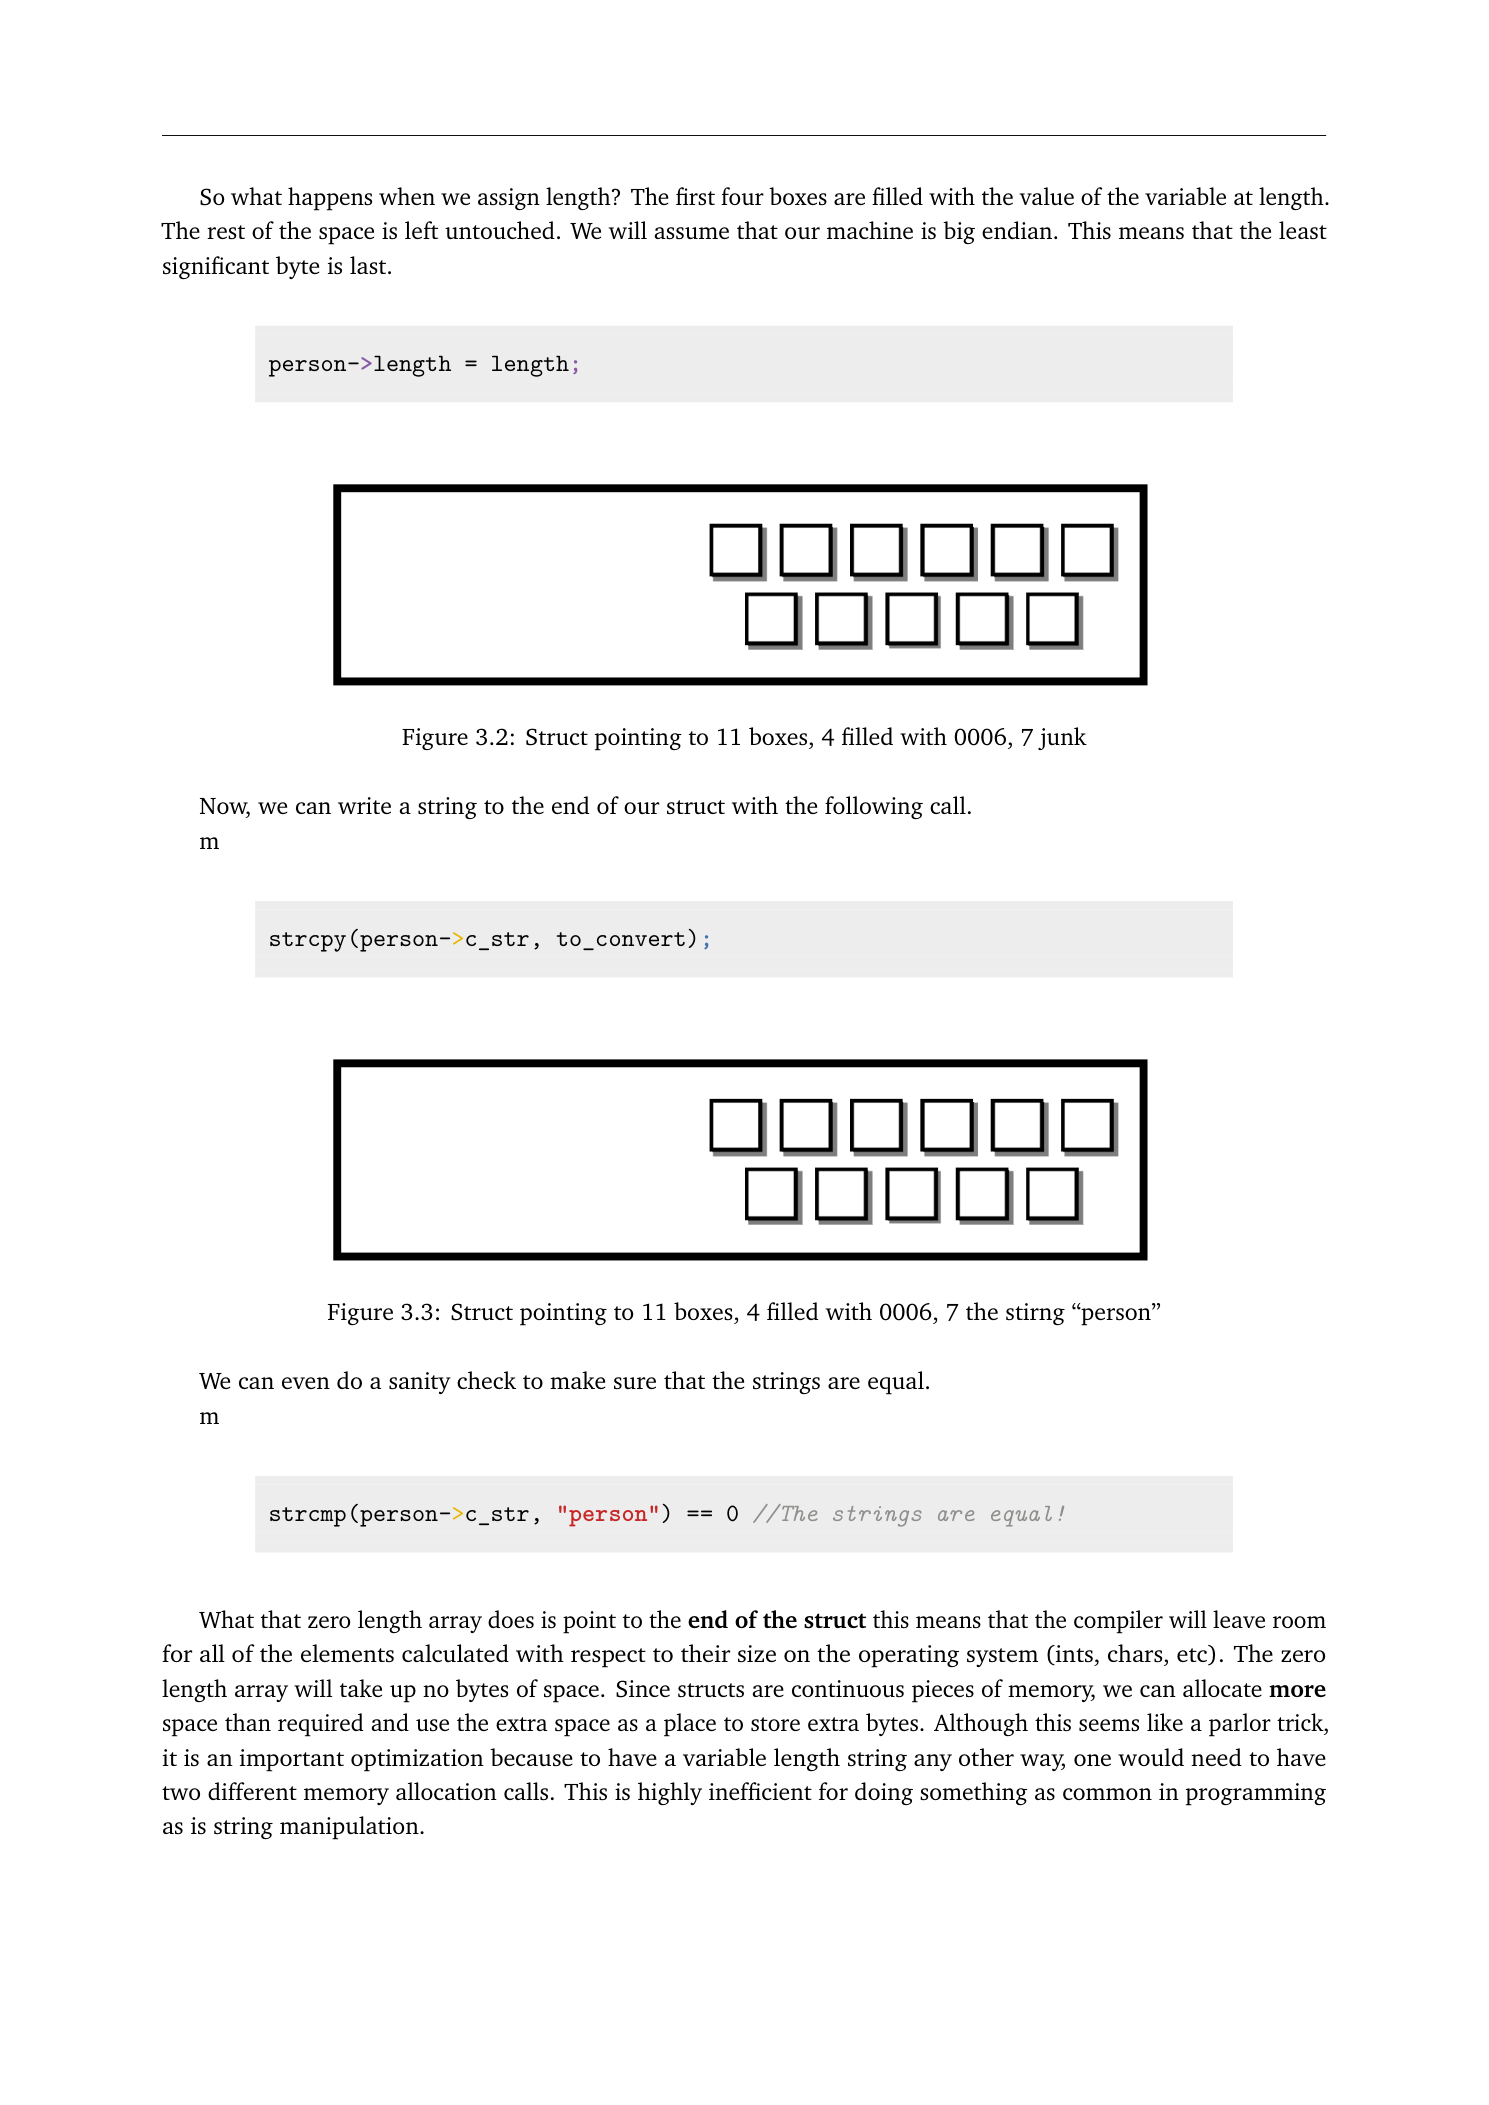 So what happens when we assign length? The first four boxes are filled with the value of the variable at length.
The rest of the space is left untouched. We will assume that our machine is big endian. This means that the least
significant byte is last.
person->length = length;
Figure 3.2: Struct pointing to 11 boxes, 4 filled with 0006, 7 junk
Now, we can write a string to the end of our struct with the following call.
m
strcpy(person->c_str, to_convert);
Figure 3.3: Struct pointing to 11 boxes, 4 filled with 0006, 7 the stirng “person”
We can even do a sanity check to make sure that the strings are equal.
m
strcmp(person->c_str, "person") == 0 //The strings are equal!
What that zero length array does is point to the end of the struct this means that the compiler will leave room
for all of the elements calculated with respect to their size on the operating system (ints, chars, etc). The zero
length array will take up no bytes of space. Since structs are continuous pieces of memory, we can allocate more
space than required and use the extra space as a place to store extra bytes. Although this seems like a parlor trick,
it is an important optimization because to have a variable length string any other way, one would need to have
two different memory allocation calls. This is highly inefficient for doing something as common in programming
as is string manipulation.